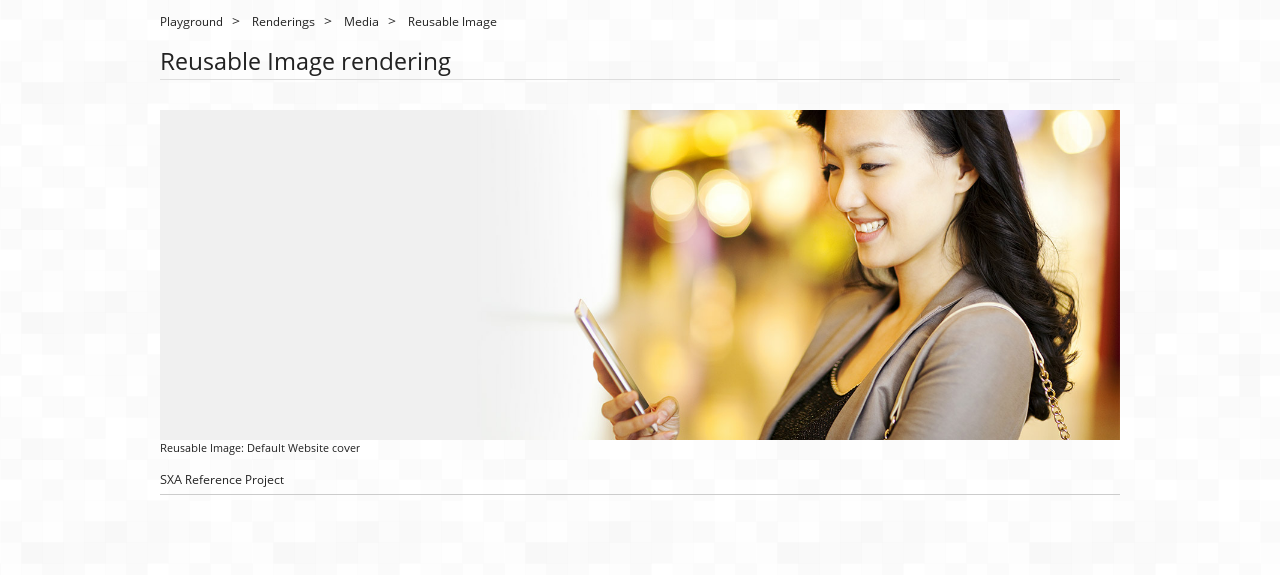 Playground > Renderings > Media > Reusable Image
Reusable Image rendering
Reusable Image: Default Website cover
SXA Reference Project